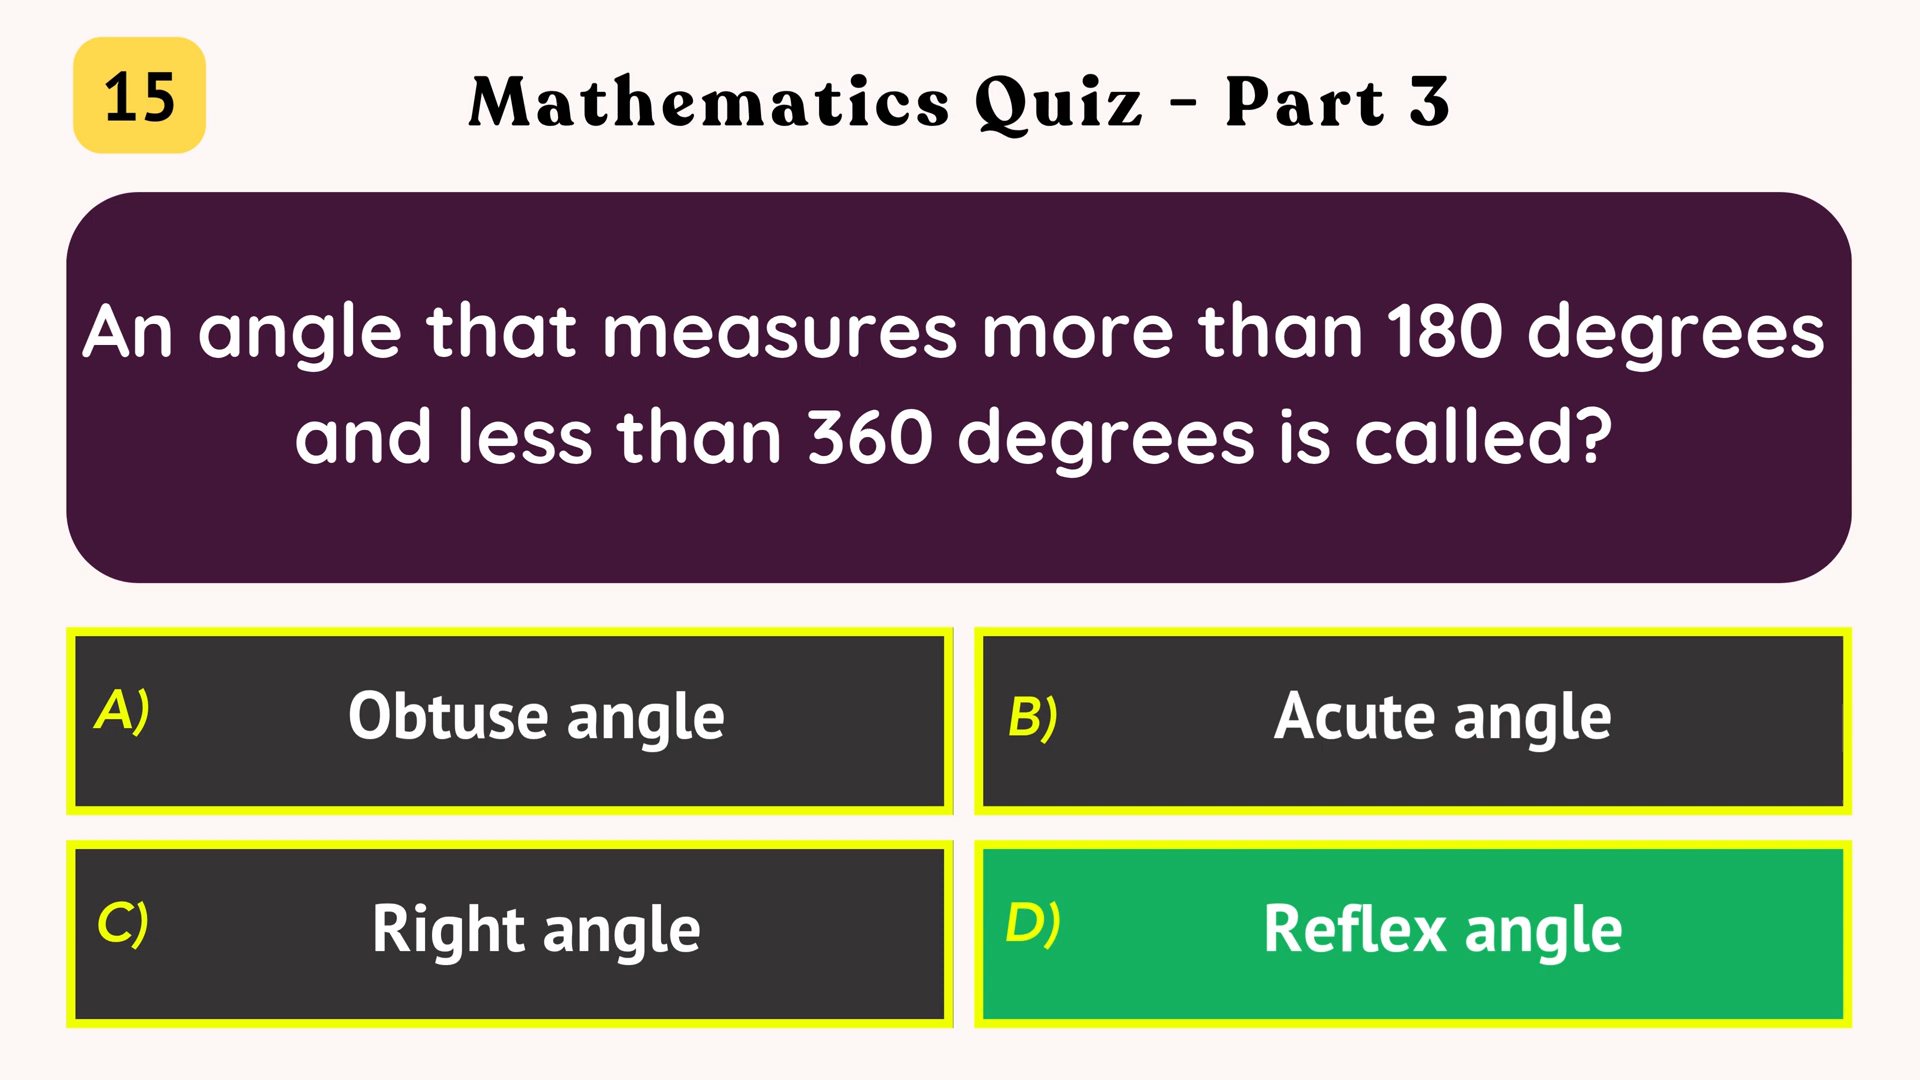 15
Mathematics Quiz - Part 3
An angle that measures more than 180 degrees
and less than 360 degrees is called?
A) Obtuse angle
B) Acute angle
C) Right angle
D) Reflex angle